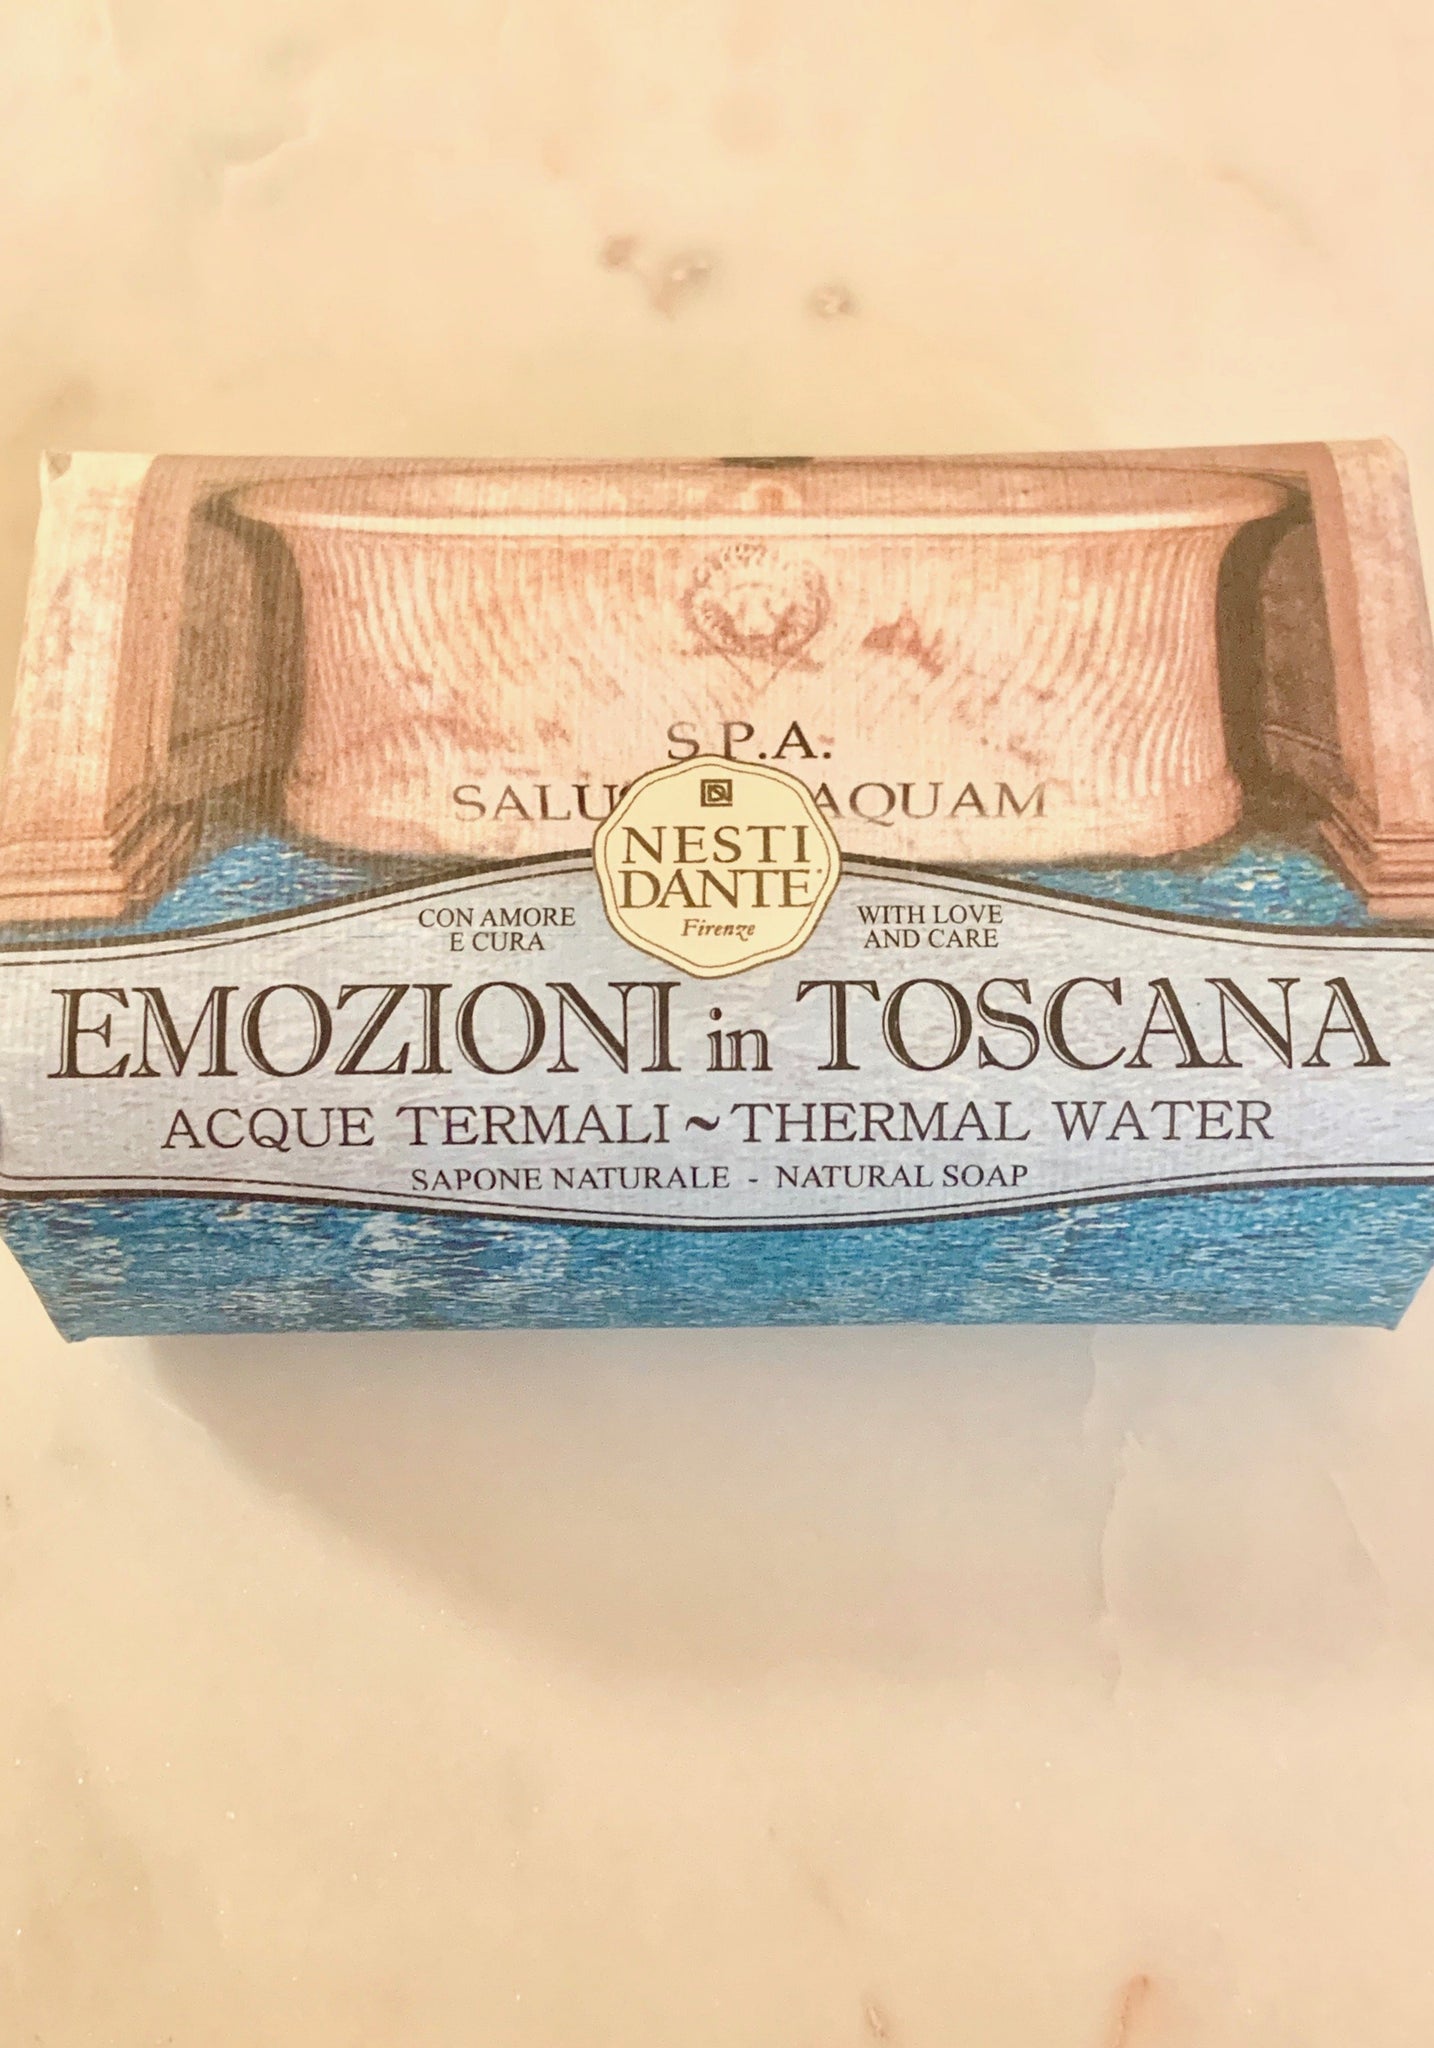 S.P.A.
AQUAM
NESTI
DANTE
Firenze
CON AMORE
E CURA
WITH LOVE
AND CARE
EMOZIONI in TOSCANA
ACQUE TERMALI ~ THERMAL WATER
SAPONE NATURALE - NATURAL SOAP